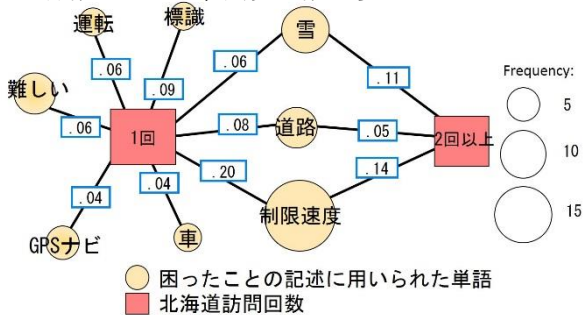 運転
標識
雪
.06
.09
.06
.11
Frequency:
難しい
5
.06
1回
.08
道路
.05
2回以上
10
.04
.04
.20
制限速度
.14
15
GPSナビ
車
困ったことの記述に用いられた単語
北海道訪問回数